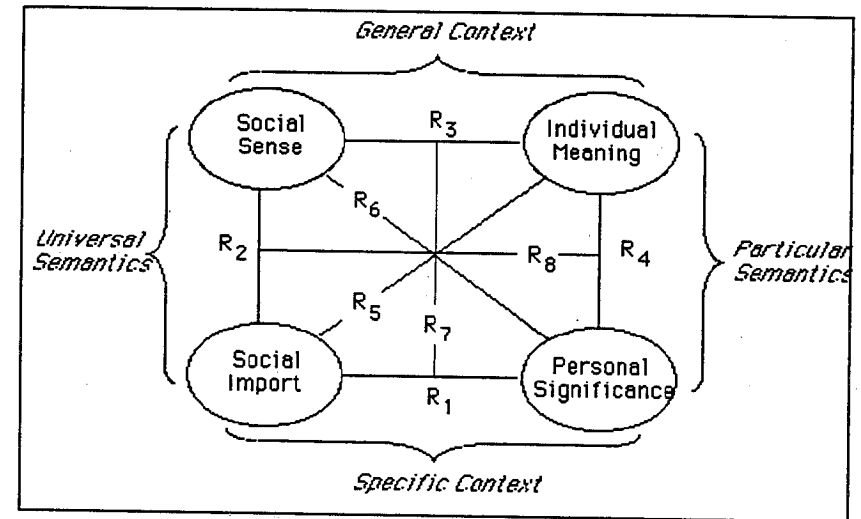 General Context
Social
Sense
R3
Individual
Meaning
R6
Universal
Semantics
R2
R8
R4
Particular
Semantics
R5
R7
Social
Import
R1
Personal
Significance
Specific Context